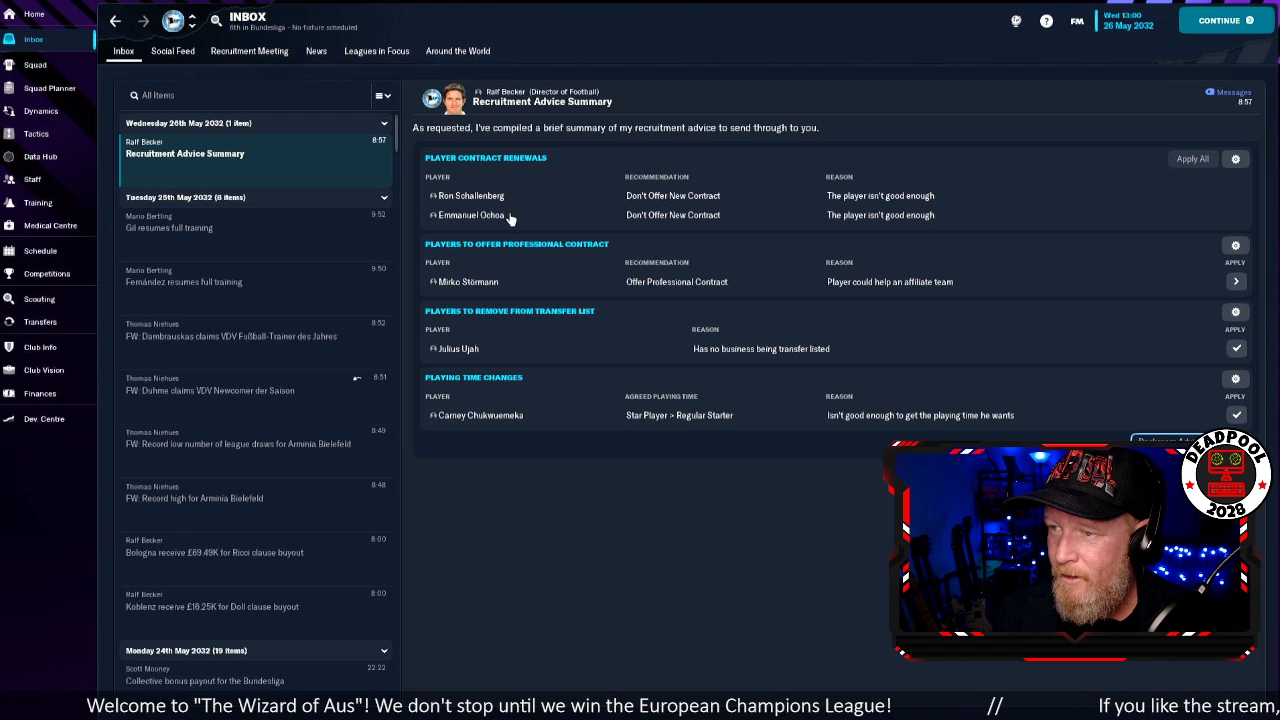 Home
INBOX
6th in Bundesliga - No fixture scheduled.
FM
Wed 13:00
26 May 2032
CONTINUE
Inbox
Social Feed
Recruitment Meeting
News
Leagues in Focus
Around the World
Inbox
Squad
Squad Planner
Dynamics
Tactics
Data Hub
Staff
Training
Medical Centre
Schedule
Competitions
Scouting
Transfers
Club Info
Club Vision
Finances
Dev. Centre
All Items
Wednesday 26th May 2032 (1 item)
Ralf Becker
8:57
Recruitment Advice Summary
Tuesday 25th May 2032 (8 items)
Mario Bertling
9:52
Gil resumes full training
Mario Bertling
9:50
Fernández resumes full training
Thomas Niehues
8:52
FW: Dambrauskas claims VDV Fußball-Trainer des Jahres
Thomas Niehues
8:51
FW: Duhme claims VDV Newcomer der Saison
Thomas Niehues
8:49
FW: Record low number of league draws for Arminia Bielefeld
Thomas Niehues
8:48
FW: Record high for Arminia Bielefeld
Ralf Becker
8:00
Bologna receive £69.49K for Ricci clause buyout
Ralf Becker
8:00
Koblenz receive £16.25K for Doll clause buyout
Monday 24th May 2032 (19 items)
Scott Mooney
22:22
Collective bonus payout for the Bundesliga
Ralf Becker (Director of Football)
Recruitment Advice Summary
Messages
8:57
As requested, I've compiled a brief summary of my recruitment advice to send through to you.
PLAYER CONTRACT RENEWALS
Apply All
PLAYER RECOMMENDATION REASON
Ron Schallenberg Don't Offer New Contract The player isn't good enough
Emmanuel Ochoa Don't Offer New Contract The player isn't good enough
PLAYERS TO OFFER PROFESSIONAL CONTRACT
PLAYER RECOMMENDATION REASON APPLY
Mirko Störmann Offer Professional Contract Player could help an affiliate team
PLAYERS TO REMOVE FROM TRANSFER LIST
PLAYER REASON APPLY
Julius Ujah Has no business being transfer listed
PLAYING TIME CHANGES
PLAYER AGREED PLAYING TIME REASON APPLY
Carney Chukwuemeka Star Player > Regular Starter Isn't good enough to get the playing time he wants
DEADPOOL
2028
Welcome to "The Wizard of Aus"! We don't stop until we win the European Champions League! // If you like the stream,